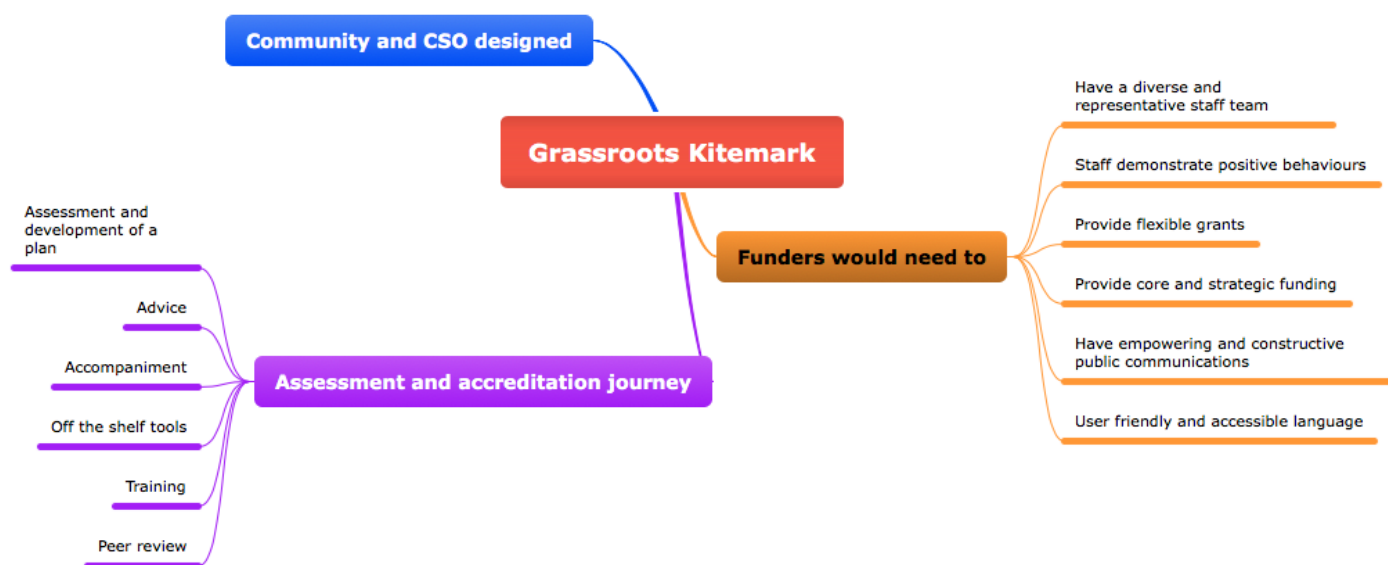 Community and CSO designed
Grassroots Kitemark
Funders would need to
Have a diverse and
representative staff team
Staff demonstrate positive behaviours
Provide flexible grants
Provide core and strategic funding
Have empowering and constructive
public communications
User friendly and accessible language
Assessment and accreditation journey
Assessment and
development of a
plan
Advice
Accompaniment
Off the shelf tools
Training
Peer review